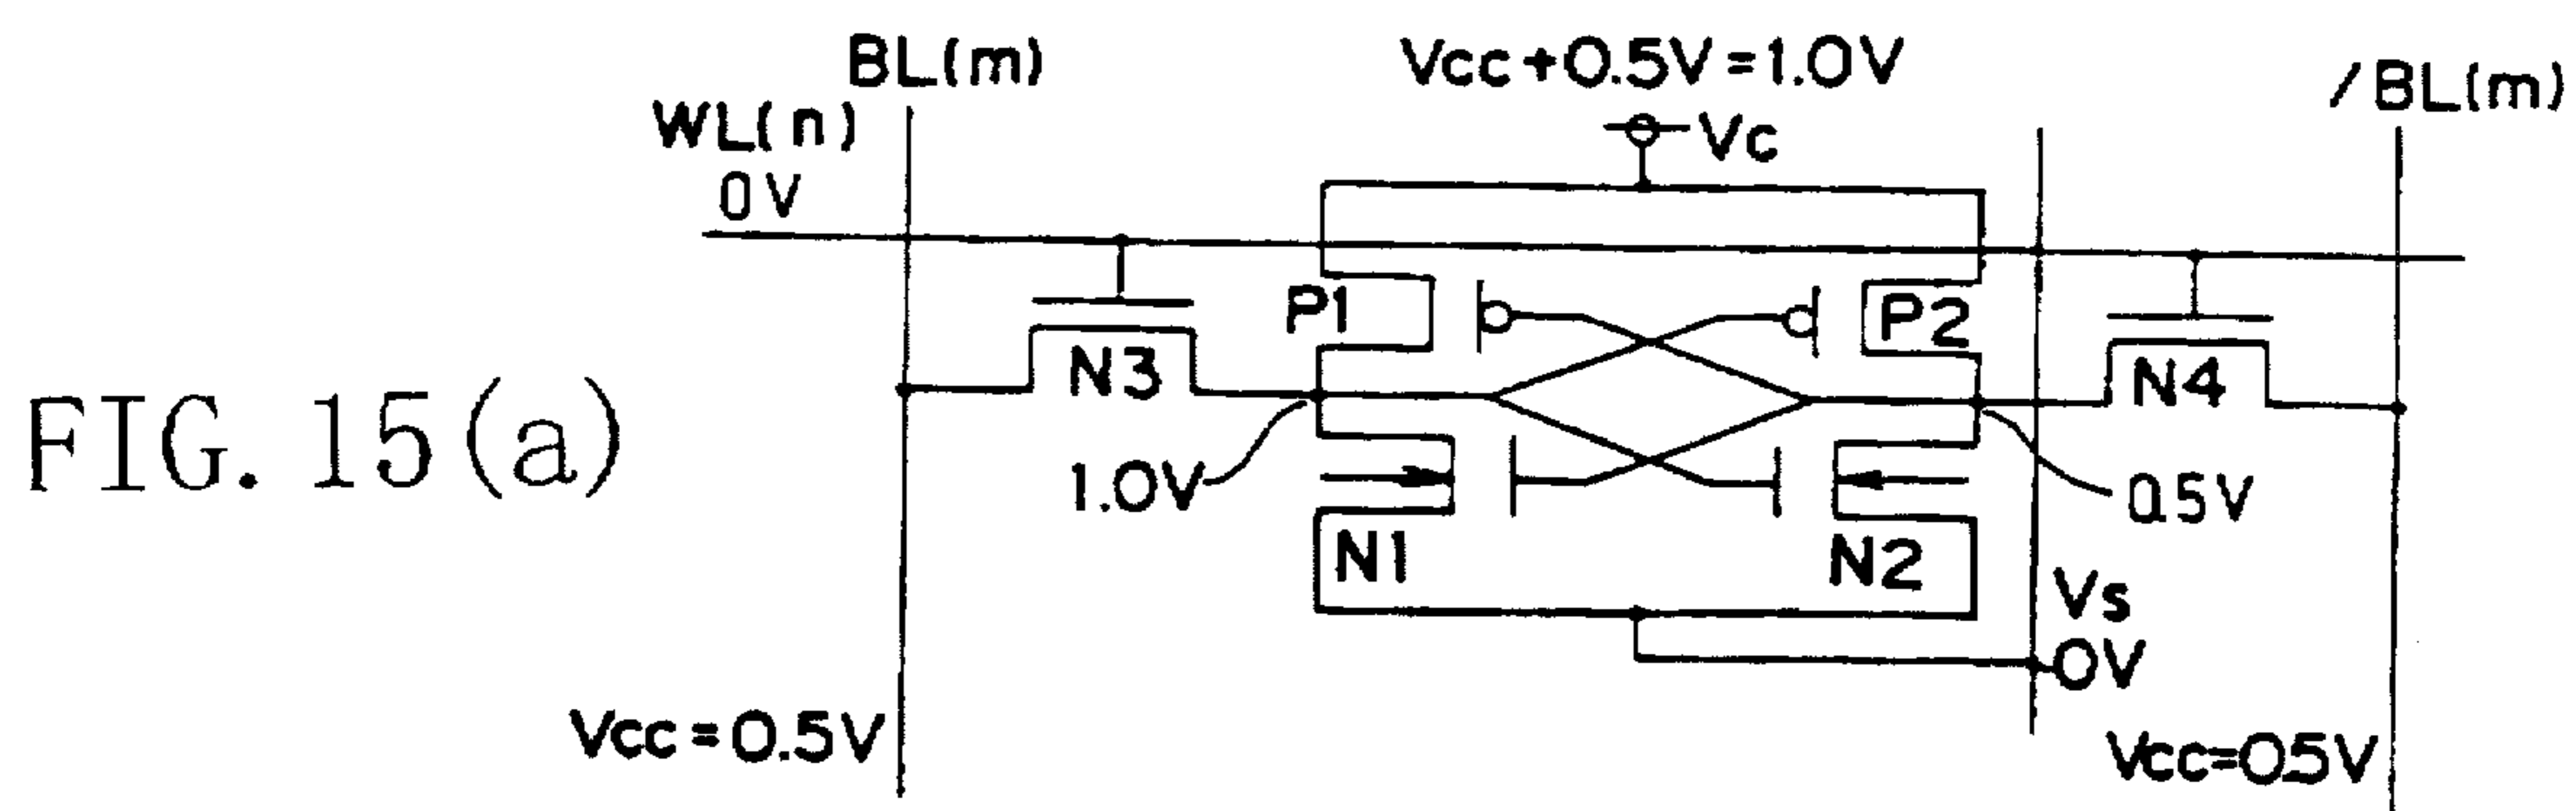 BL(m)
Vcc+0.5V=1.0V
/BL(m)
WL(n)
Vc
0V
P1
P2
N3
N4
FIG. 15(a)
1.0V
0.5V
N1
N2
Vs
0V
Vcc=0.5V
Vcc=0.5V